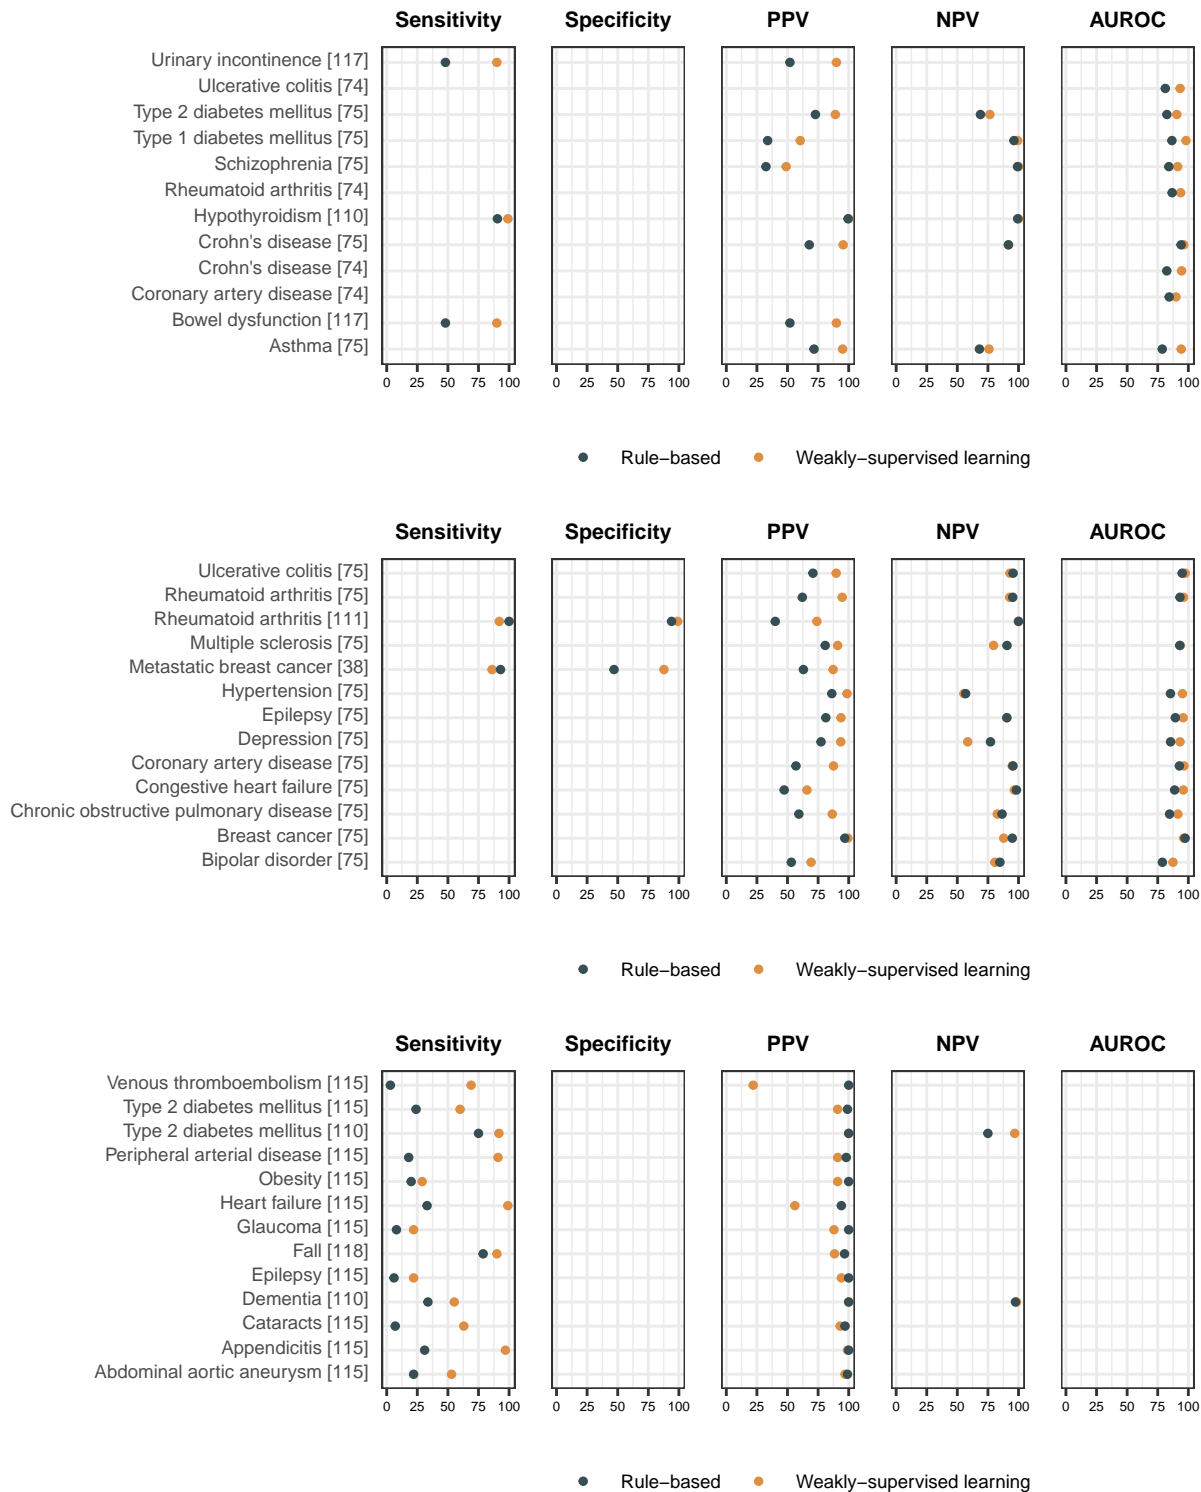 Sensitivity Specificity PPV NPV AUROC
Urinary incontinence [117]
Ulcerative colitis [74]
Type 2 diabetes mellitus [75]
Type 1 diabetes mellitus [75]
Schizophrenia [75]
Rheumatoid arthritis [74]
Hypothyroidism [110]
Crohn's disease [75]
Crohn's disease [74]
Coronary artery disease [74]
Bowel dysfunction [117]
Asthma [75]
0 25 50 75 100 0 25 50 75 100 0 25 50 75 100 0 25 50 75 100 0 25 50 75 100
Rule−based Weakly−supervised learning
Sensitivity Specificity PPV NPV AUROC
Ulcerative colitis [75]
Rheumatoid arthritis [75]
Rheumatoid arthritis [111]
Multiple sclerosis [75]
Metastatic breast cancer [38]
Hypertension [75]
Epilepsy [75]
Depression [75]
Coronary artery disease [75]
Congestive heart failure [75]
Chronic obstructive pulmonary disease [75]
Breast cancer [75]
Bipolar disorder [75]
0 25 50 75 100 0 25 50 75 100 0 25 50 75 100 0 25 50 75 100 0 25 50 75 100
Rule−based Weakly−supervised learning
Sensitivity Specificity PPV NPV AUROC
Venous thromboembolism [115]
Type 2 diabetes mellitus [115]
Type 2 diabetes mellitus [110]
Peripheral arterial disease [115]
Obesity [115]
Heart failure [115]
Glaucoma [115]
Fall [118]
Epilepsy [115]
Dementia [110]
Cataracts [115]
Appendicitis [115]
Abdominal aortic aneurysm [115]
0 25 50 75 100 0 25 50 75 100 0 25 50 75 100 0 25 50 75 100 0 25 50 75 100
Rule−based Weakly−supervised learning